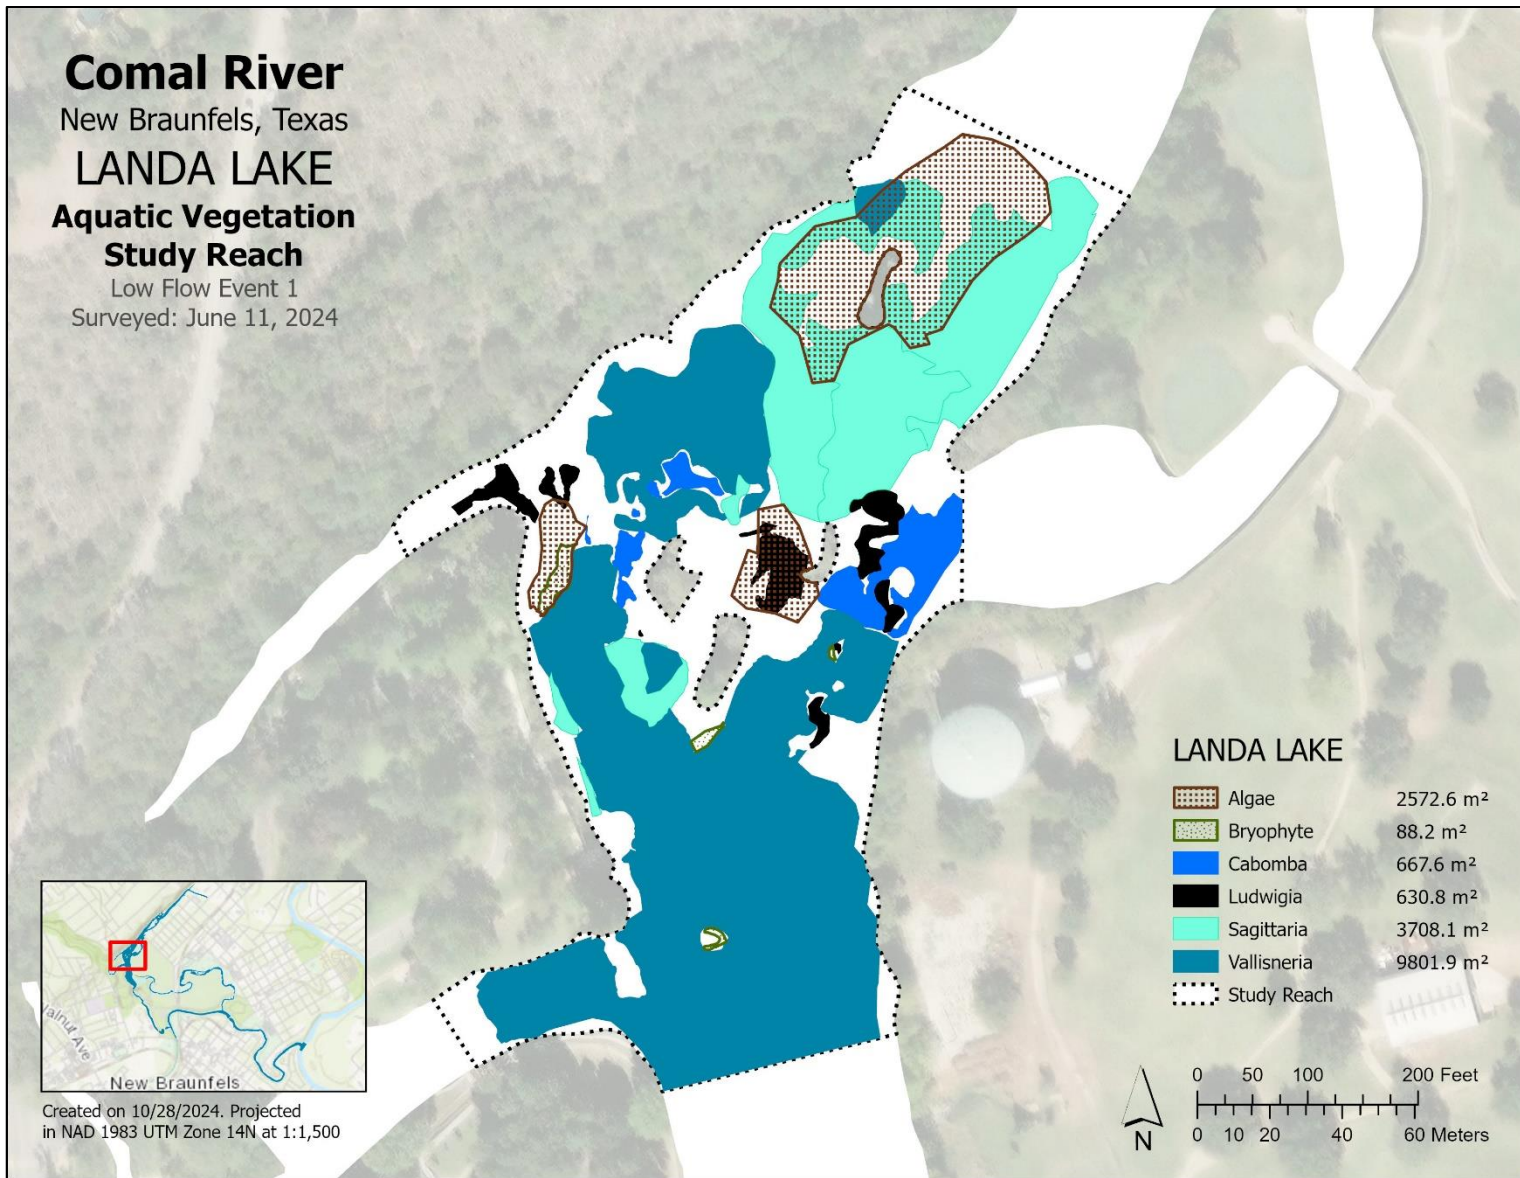 Comal River
New Braunfels, Texas
LANDA LAKE
Aquatic Vegetation
Study Reach
Low Flow Event 1
Surveyed: June 11, 2024
LANDA LAKE
Algae 2572.6 m²
Bryophyte 88.2 m²
Cabomba 667.6 m²
Ludwigia 630.8 m²
Sagittaria 3708.1 m²
Vallisneria 9801.9 m²
Study Reach
Ave
New Braunfels
Created on 10/28/2024. Projected
in NAD 1983 UTM Zone 14N at 1:1,500
N
0 50 100 200 Feet
0 10 20 40 60 Meters